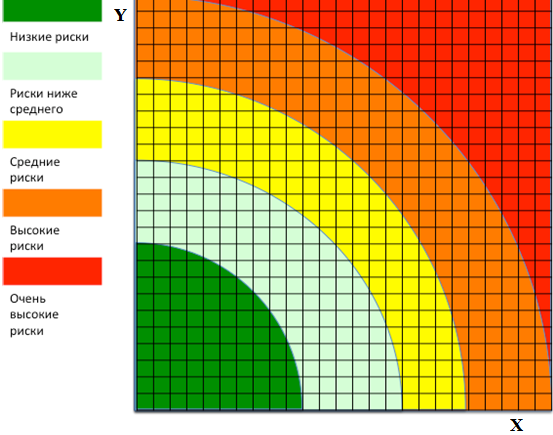 Y
Низкие риски
Риски ниже
среднего
Средние
риски
Высокие
риски
Очень
высокие
риски
X